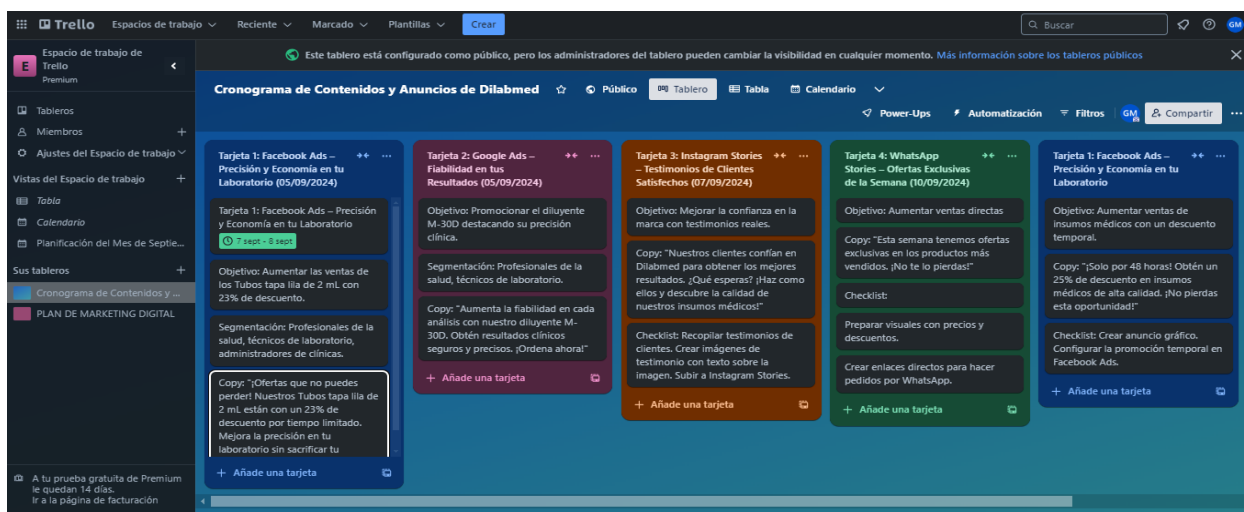 Trello
Espacios de trabajo
Reciente
Marcado
Plantillas
Crear
Buscar
GM
E
Espacio de trabajo de
Trello
Premium
Este tablero está configurado como público, pero los administradores del tablero pueden cambiar la visibilidad en cualquier momento. Más información sobre los tableros públicos
Cronograma de Contenidos y Anuncios de Dilabmed
Público
Tablero
Tabla
Calendario
Power-Ups
Automatización
Filtros
GM
Compartir
Tableros
Miembros
Ajustes del Espacio de trabajo
Vistas del Espacio de trabajo
Tabla
Calendario
Planificación del Mes de Septie...
Sus tableros
Cronograma de Contenidos y ...
PLAN DE MARKETING DIGITAL
A tu prueba gratuita de Premium
le quedan 14 días.
Ir a la página de facturación
Tarjeta 1: Facebook Ads –
Precisión y Economía en tu
Laboratorio (05/09/2024)
Tarjeta 1: Facebook Ads – Precisión
y Economía en tu Laboratorio
7 sept - 8 sept
Objetivo: Aumentar las ventas de
los Tubos tapa lila de 2 mL con
23% de descuento.
Segmentación: Profesionales de la
salud, técnicos de laboratorio,
administradores de clínicas.
Copy: "¡Ofertas que no puedes
perder! Nuestros Tubos tapa lila de
2 mL están con un 23% de
descuento por tiempo limitado.
Mejora la precisión en tu
laboratorio sin sacrificar tu
Añade una tarjeta
Tarjeta 2: Google Ads –
Fiabilidad en tus
Resultados (05/09/2024)
Objetivo: Promocionar el diluyente
M-30D destacando su precisión
clínica.
Segmentación: Profesionales de la
salud, técnicos de laboratorio.
Copy: "Aumenta la fiabilidad en cada
análisis con nuestro diluyente M-
30D. Obtén resultados clínicos
seguros y precisos. ¡Ordena ahora!"
Añade una tarjeta
Tarjeta 3: Instagram Stories
– Testimonios de Clientes
Satisfechos (07/09/2024)
Objetivo: Mejorar la confianza en la
marca con testimonios reales.
Copy: "Nuestros clientes confían en
Dilabmed para obtener los mejores
resultados. ¿Qué esperas? ¡Haz como
ellos y descubre la calidad de
nuestros insumos médicos!"
Checklist: Recopilar testimonios de
clientes. Crear imágenes de
testimonio con texto sobre la
imagen. Subir a Instagram Stories.
Añade una tarjeta
Tarjeta 4: WhatsApp
Stories – Ofertas Exclusivas
de la Semana (10/09/2024)
Objetivo: Aumentar ventas directas
Copy: "Esta semana tenemos ofertas
exclusivas en los productos más
vendidos. ¡No te lo pierdas!"
Checklist:
Preparar visuales con precios y
descuentos.
Crear enlaces directos para hacer
pedidos por WhatsApp.
Añade una tarjeta
Tarjeta 1: Facebook Ads –
Precisión y Economía en tu
Laboratorio
Objetivo: Aumentar ventas de
insumos médicos con un descuento
temporal.
Copy: "¡Solo por 48 horas! Obtén un
25% de descuento en insumos
médicos de alta calidad. ¡No pierdas
esta oportunidad!"
Checklist: Crear anuncio gráfico.
Configurar la promoción temporal en
Facebook Ads.
Añade una tarjeta